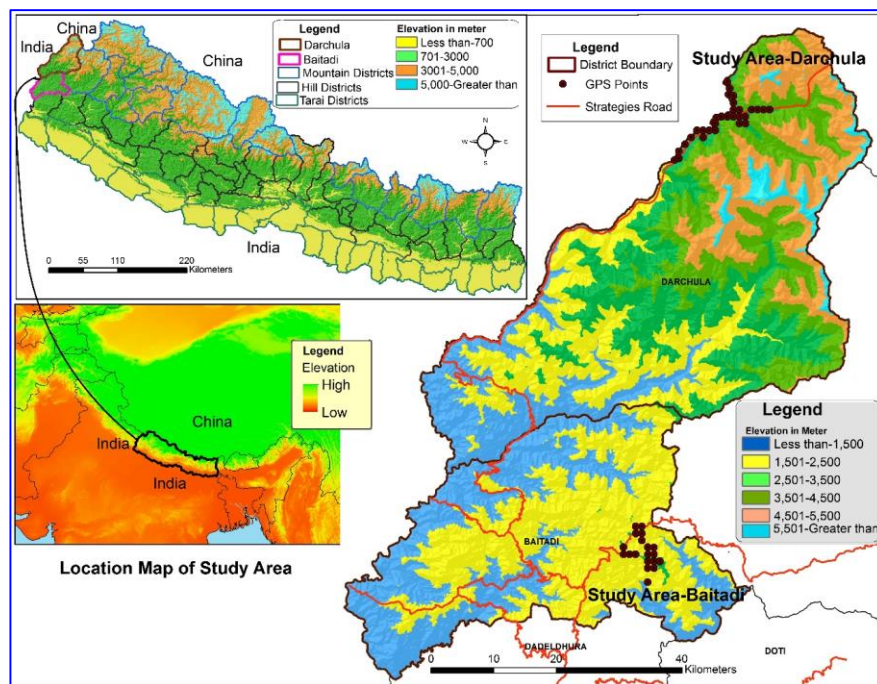 China
India
China
India
Legend
Darchula
Baitadi
Mountain Districts
Hill Districts
Tarai Districts
Elevation in meter
Less than-700
701-3000
3001-5,000
5,000-Greater than
N
W
E
S
0 55 110 220
Kilometers
Legend
District Boundary
GPS Points
Strategies Road
Study Area-Darchula
DARCHULA
Legend
Elevation
High
Low
China
India
India
Location Map of Study Area
Legend
Elevation in Meter
Less than-1,500
1,501-2,500
2,501-3,500
3,501-4,500
4,501-5,500
5,501-Greater than
BAITADI
Study Area-Baitadi
DADELDHURA
DOTI
0 10 20 40
Kilometers